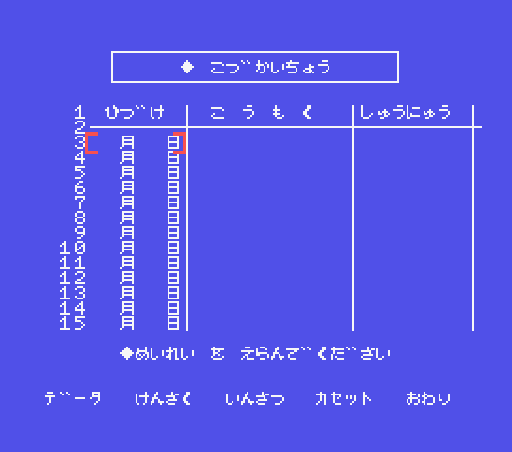 ◆ こづかいちょう
1 ひづけ こうもく しゅうにゅう
2
3 月 日
4 月 日
5 月 日
6 月 日
7 月 日
8 月 日
9 月 日
10 月 日
11 月 日
12 月 日
13 月 日
14 月 日
15 月 日
◆めいれい を えらんでください
データ けんさく いんさつ カセット おわり